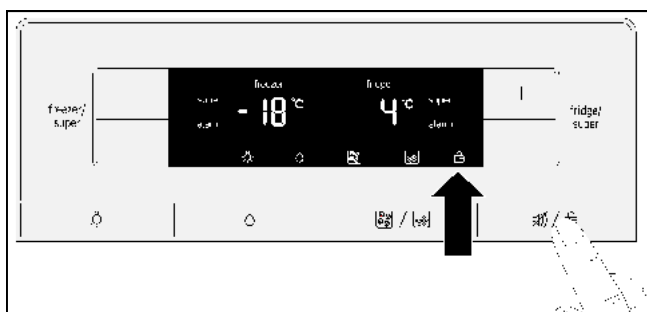 freezer/
super
super
alarm
freezer
-18 °C
fridge
4 °C
super
alarm
fridge/
super
/
/